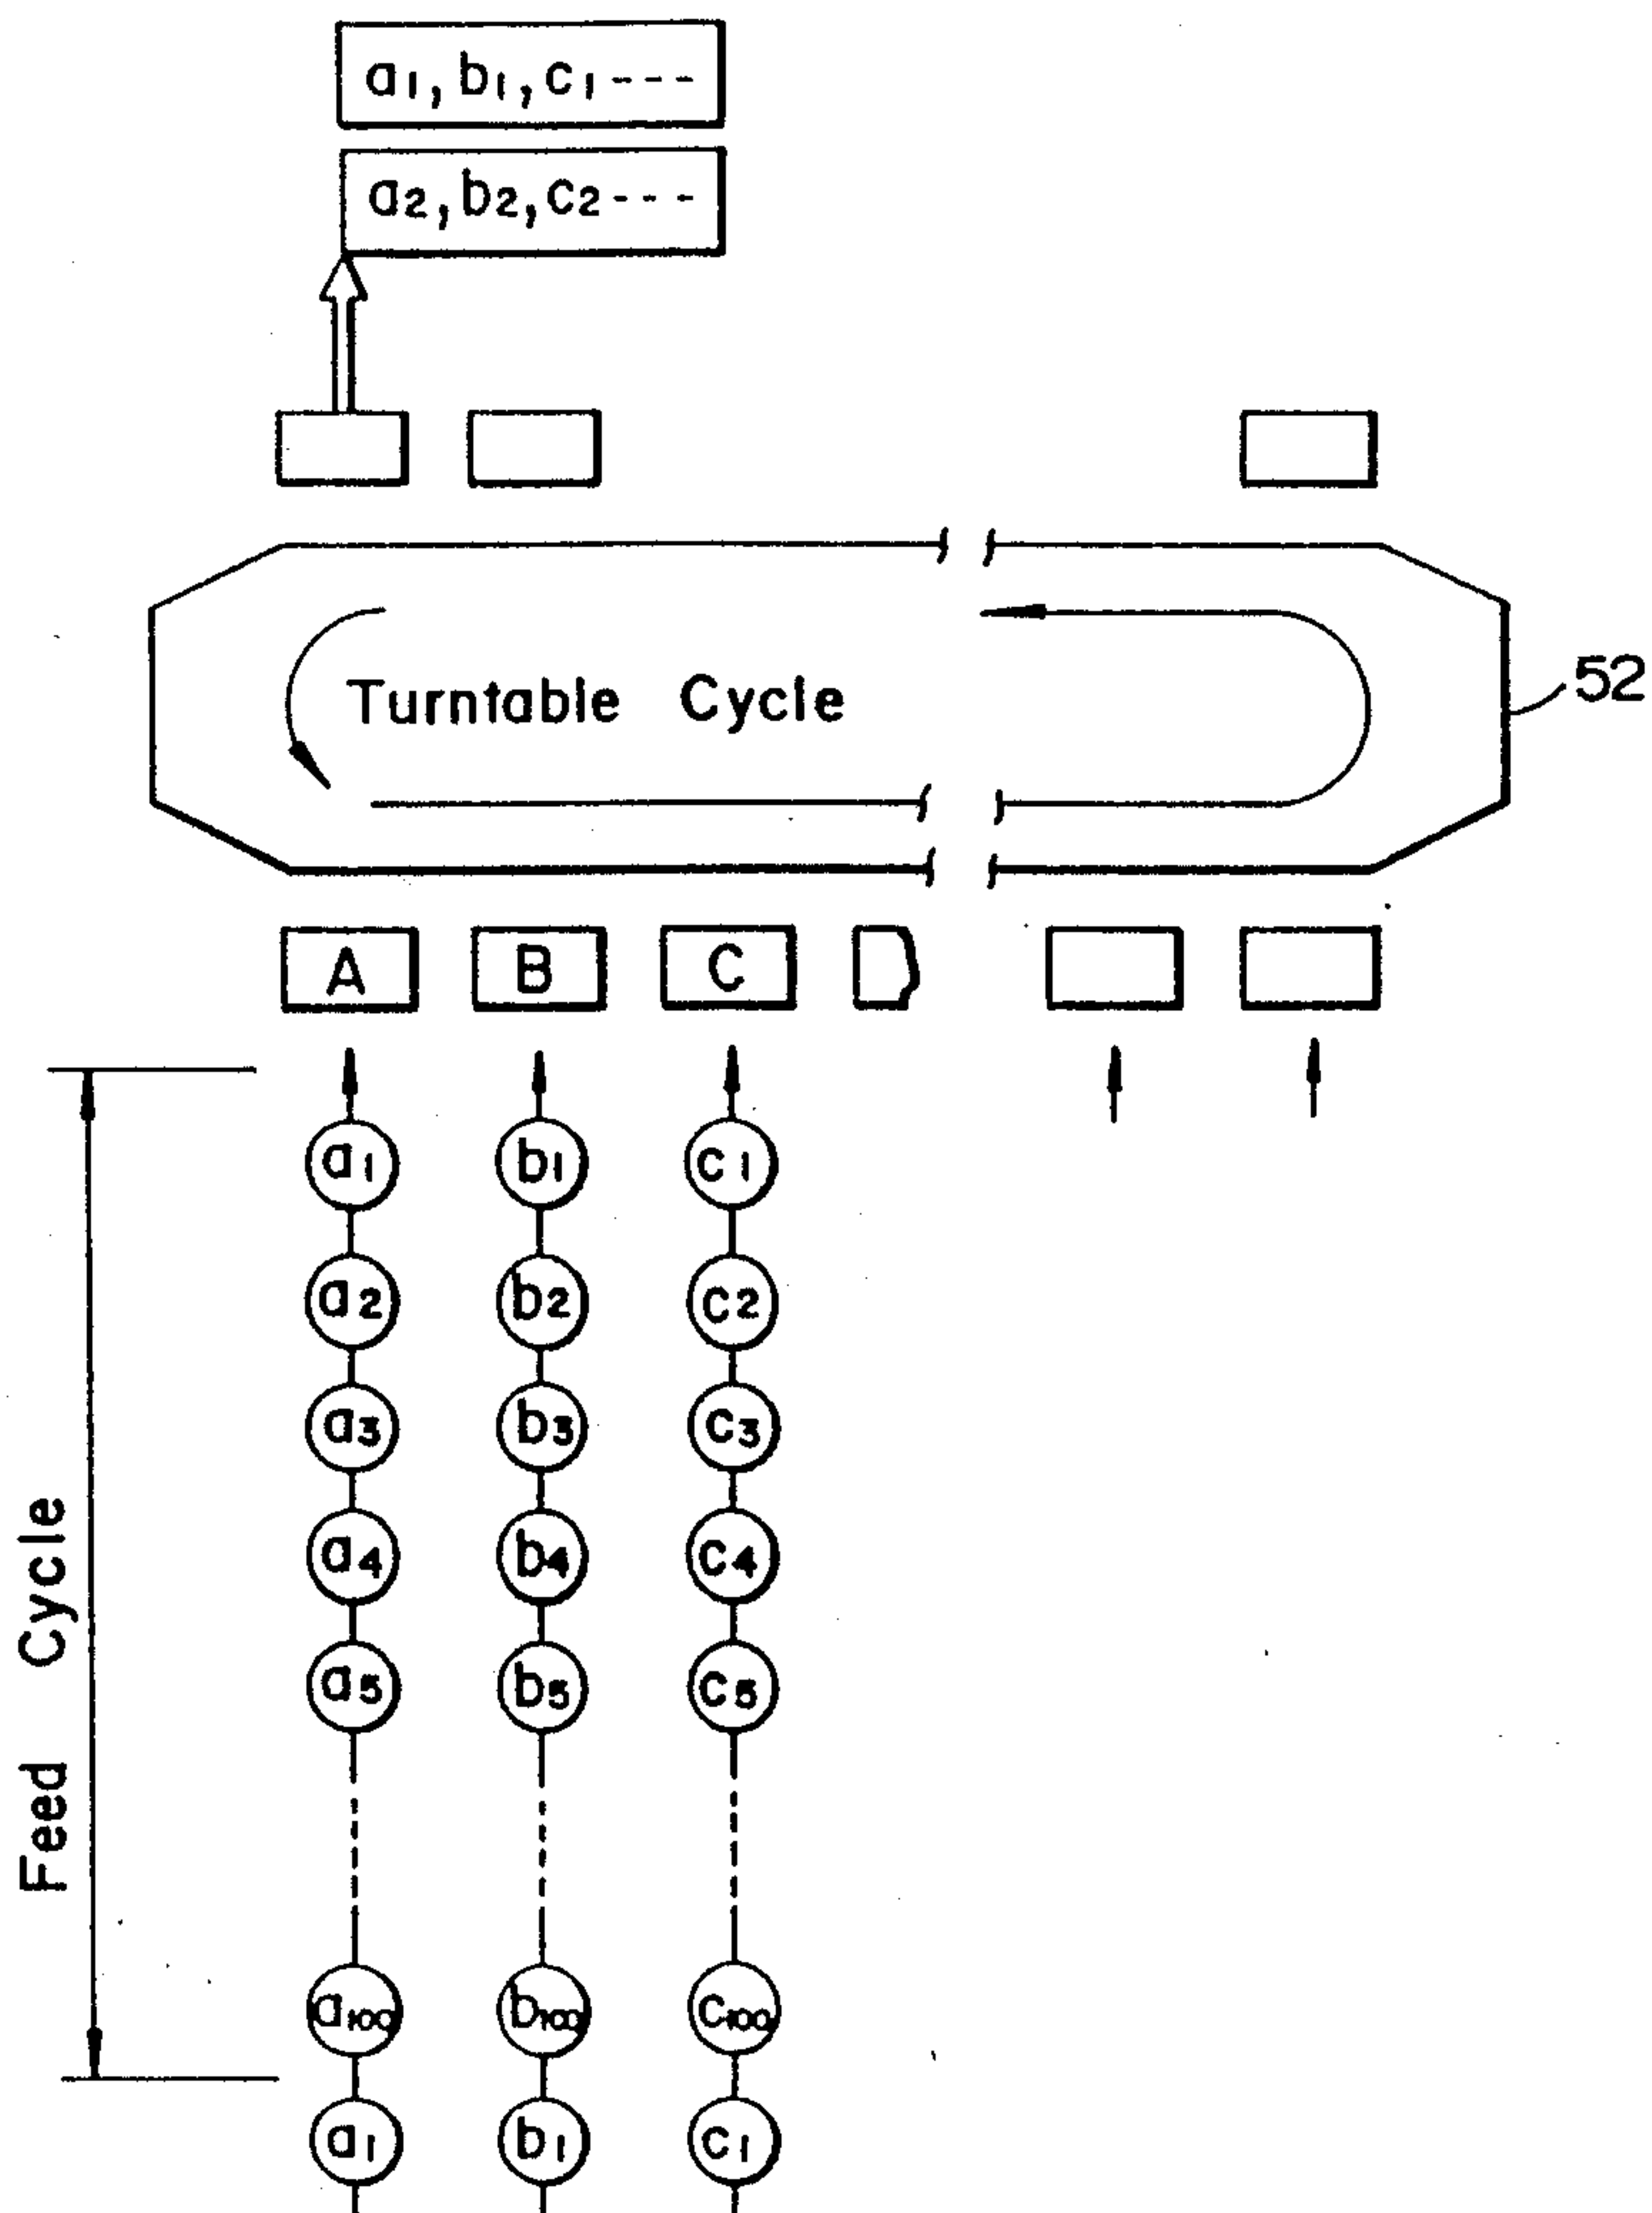 a1, b1, c1 ---
a2, b2, c2 ---
Turntable Cycle
52
A B C
a1 b1 c1
a2 b2 c2
a3 b3 c3
a4 b4 c4
a5 b5 c5
a100 b100 c100
a1 b1 c1
Feed Cycle